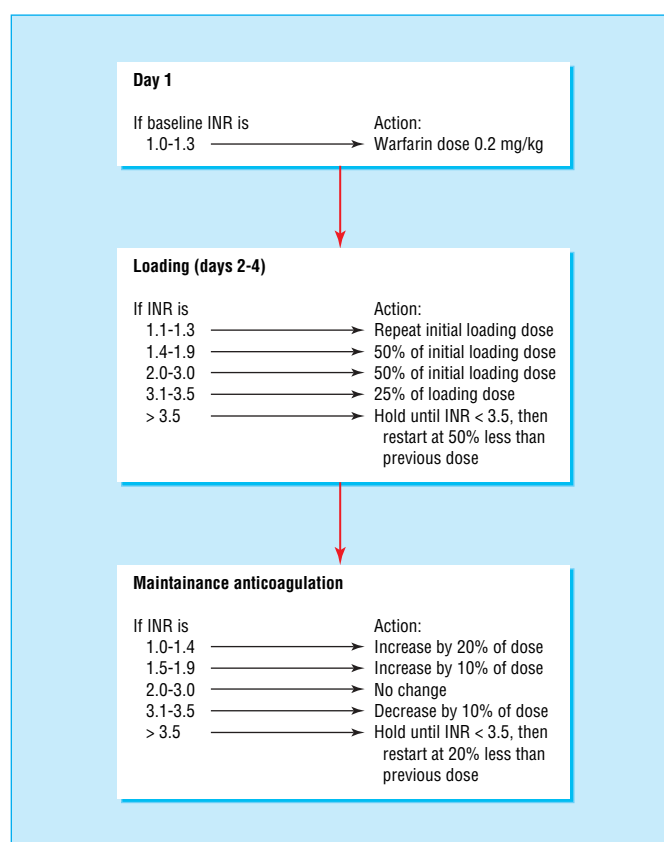 Day 1
If baseline INR is Action:
1.0-1.3 Warfarin dose 0.2 mg/kg
Loading (days 2-4)
If INR is Action:
1.1-1.3 Repeat initial loading dose
1.4-1.9 50% of initial loading dose
2.0-3.0 50% of initial loading dose
3.1-3.5 25% of loading dose
> 3.5 Hold until INR < 3.5, then
restart at 50% less than
previous dose
Maintainance anticoagulation
If INR is Action:
1.0-1.4 Increase by 20% of dose
1.5-1.9 Increase by 10% of dose
2.0-3.0 No change
3.1-3.5 Decrease by 10% of dose
> 3.5 Hold until INR < 3.5, then
restart at 20% less than
previous dose